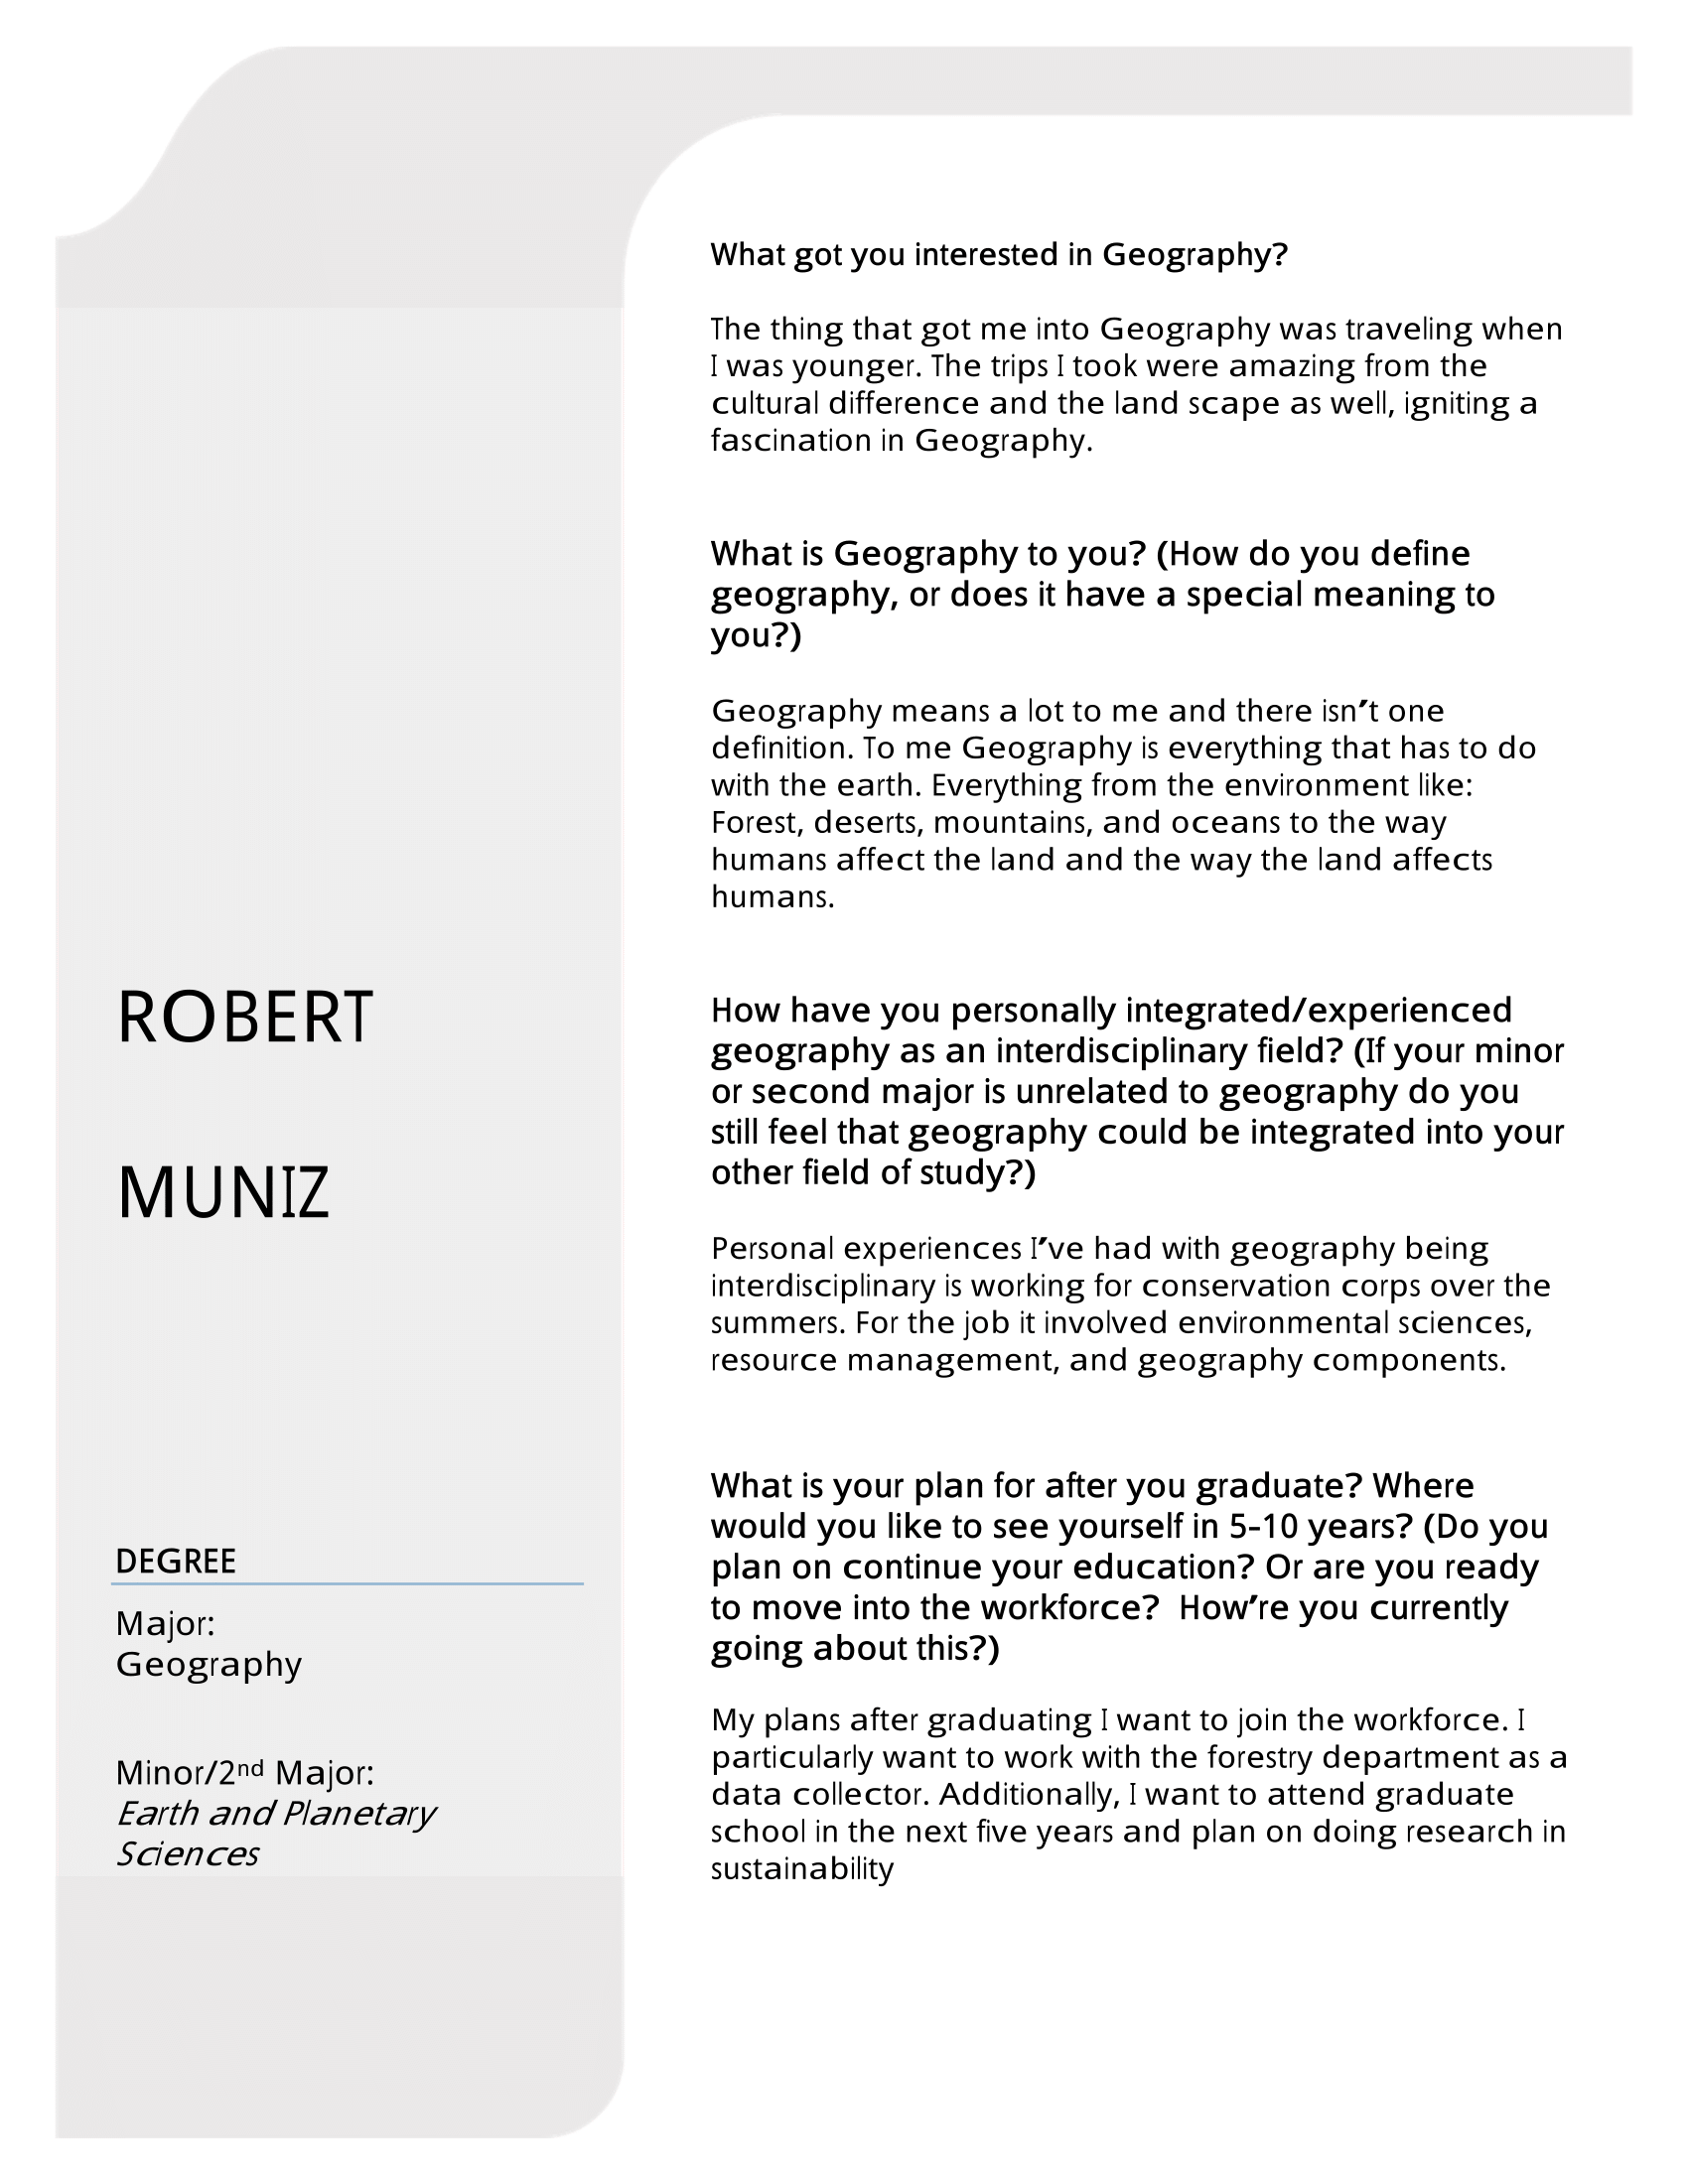 ROBERT
MUNIZ
DEGREE
Major:
Geography
Minor/2nd Major:
Earth and Planetary
Sciences
What got you interested in Geography?
The thing that got me into Geography was traveling when
I was younger. The trips I took were amazing from the
cultural difference and the land scape as well, igniting a
fascination in Geography.
What is Geography to you? (How do you define
geography, or does it have a special meaning to
you?)
Geography means a lot to me and there isn’t one
definition. To me Geography is everything that has to do
with the earth. Everything from the environment like:
Forest, deserts, mountains, and oceans to the way
humans affect the land and the way the land affects
humans.
How have you personally integrated/experienced
geography as an interdisciplinary field? (If your minor
or second major is unrelated to geography do you
still feel that geography could be integrated into your
other field of study?)
Personal experiences I’ve had with geography being
interdisciplinary is working for conservation corps over the
summers. For the job it involved environmental sciences,
resource management, and geography components.
What is your plan for after you graduate? Where
would you like to see yourself in 5-10 years? (Do you
plan on continue your education? Or are you ready
to move into the workforce?  How’re you currently
going about this?)
My plans after graduating I want to join the workforce. I
particularly want to work with the forestry department as a
data collector. Additionally, I want to attend graduate
school in the next five years and plan on doing research in
sustainability